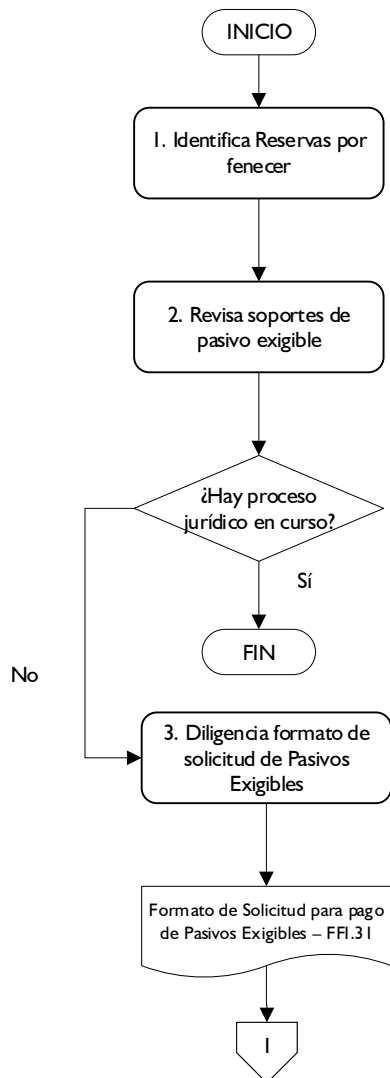 INICIO
1. Identifica Reservas por
fenecer
2. Revisa soportes de
pasivo exigible
¿Hay proceso
jurídico en curso?
Sí
FIN
No
3. Diligencia formato de
solicitud de Pasivos
Exigibles
Formato de Solicitud para pago
de Pasivos Exigibles – FFI.31
1